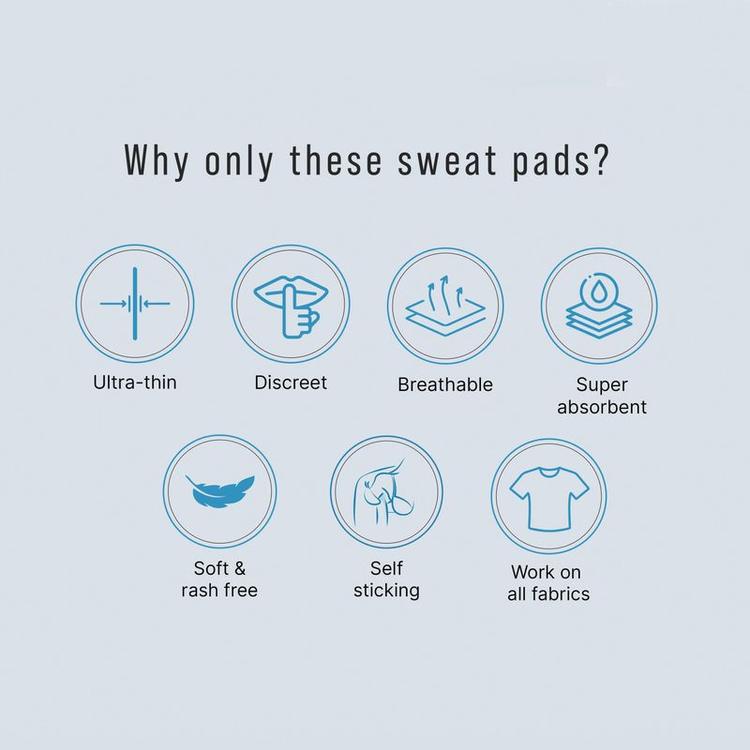 Why only these sweat pads?
Ultra-thin
Discreet
Breathable
Super
absorbent
Soft &
rash free
Self
sticking
Work on
all fabrics